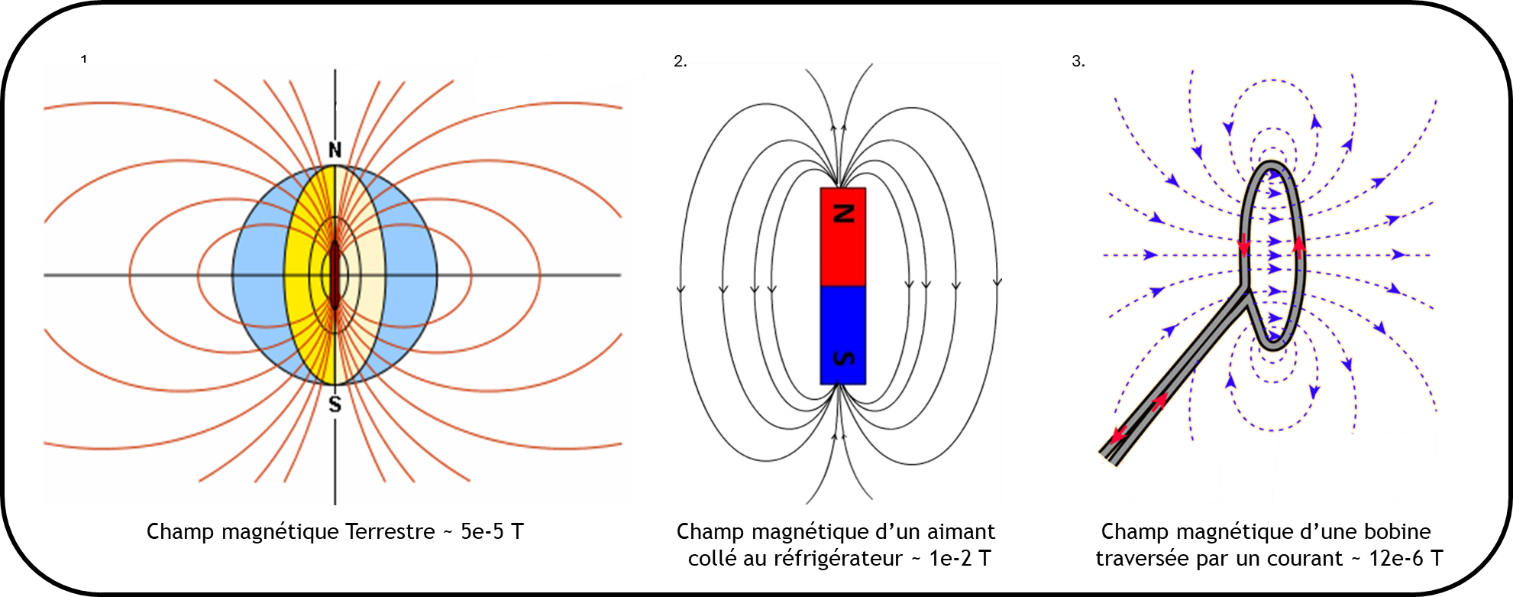 1
2.
3.
N
S
N
S
Champ magnétique Terrestre ~ 5e-5 T
Champ magnétique d’un aimant
collé au réfrigérateur ~ 1e-2 T
Champ magnétique d’une bobine
traversée par un courant ~ 12e-6 T